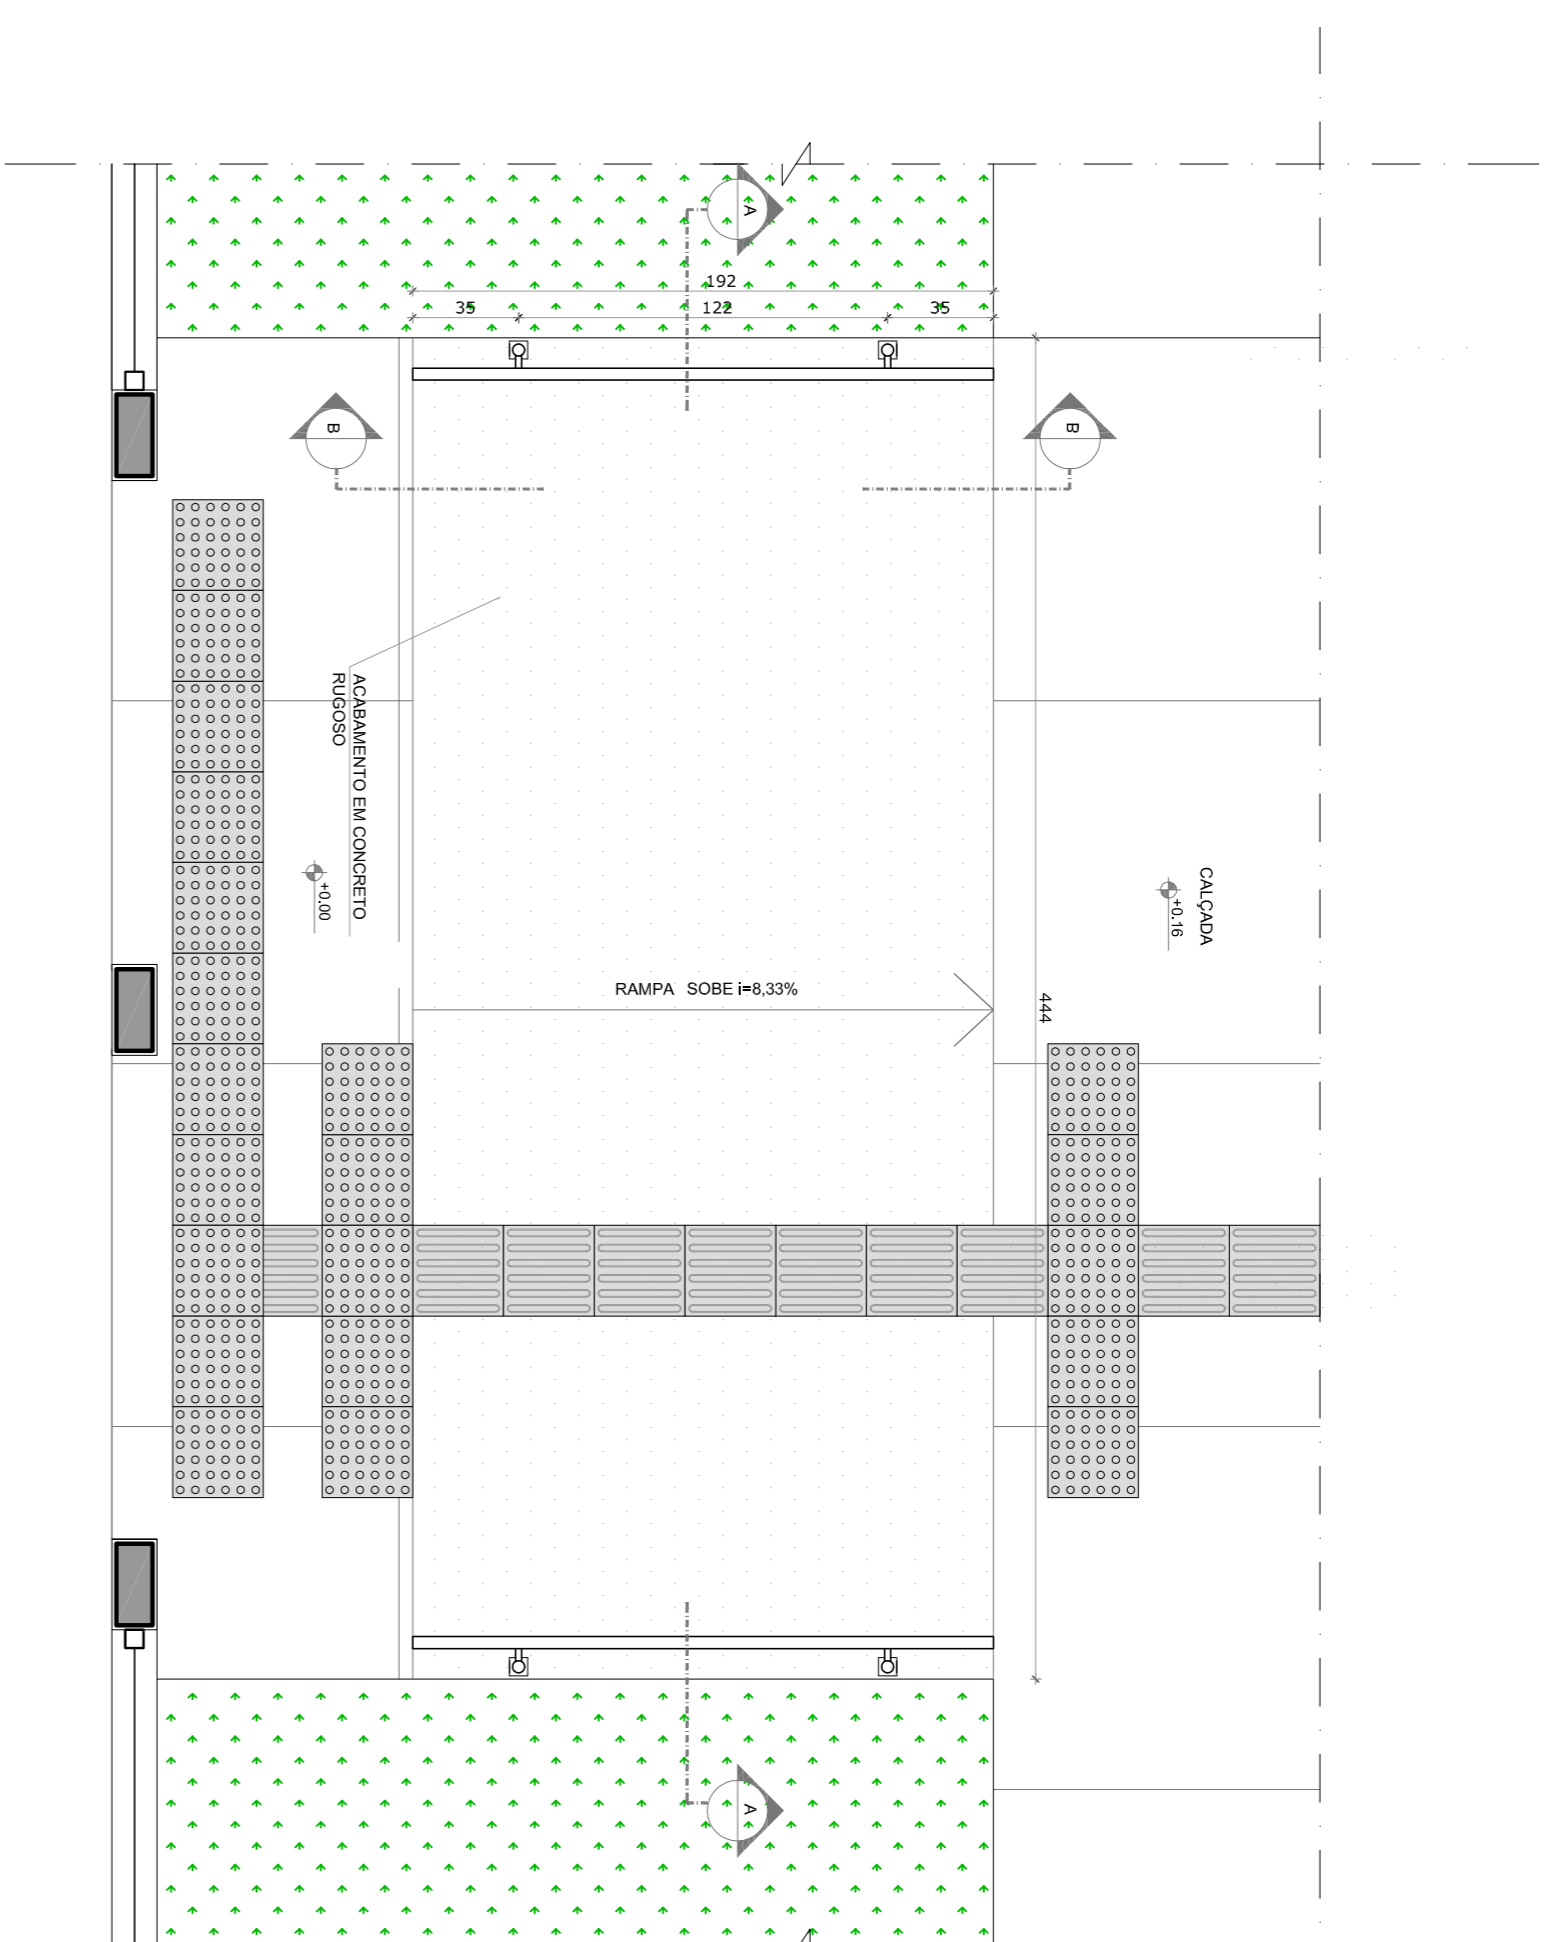 A
192
35
122
35
B
B
ACABAMENTO EM CONCRETO
RUGOSO
+0.00
CALÇADA
+0.16
RAMPA SOBE i=8,33%
444
A